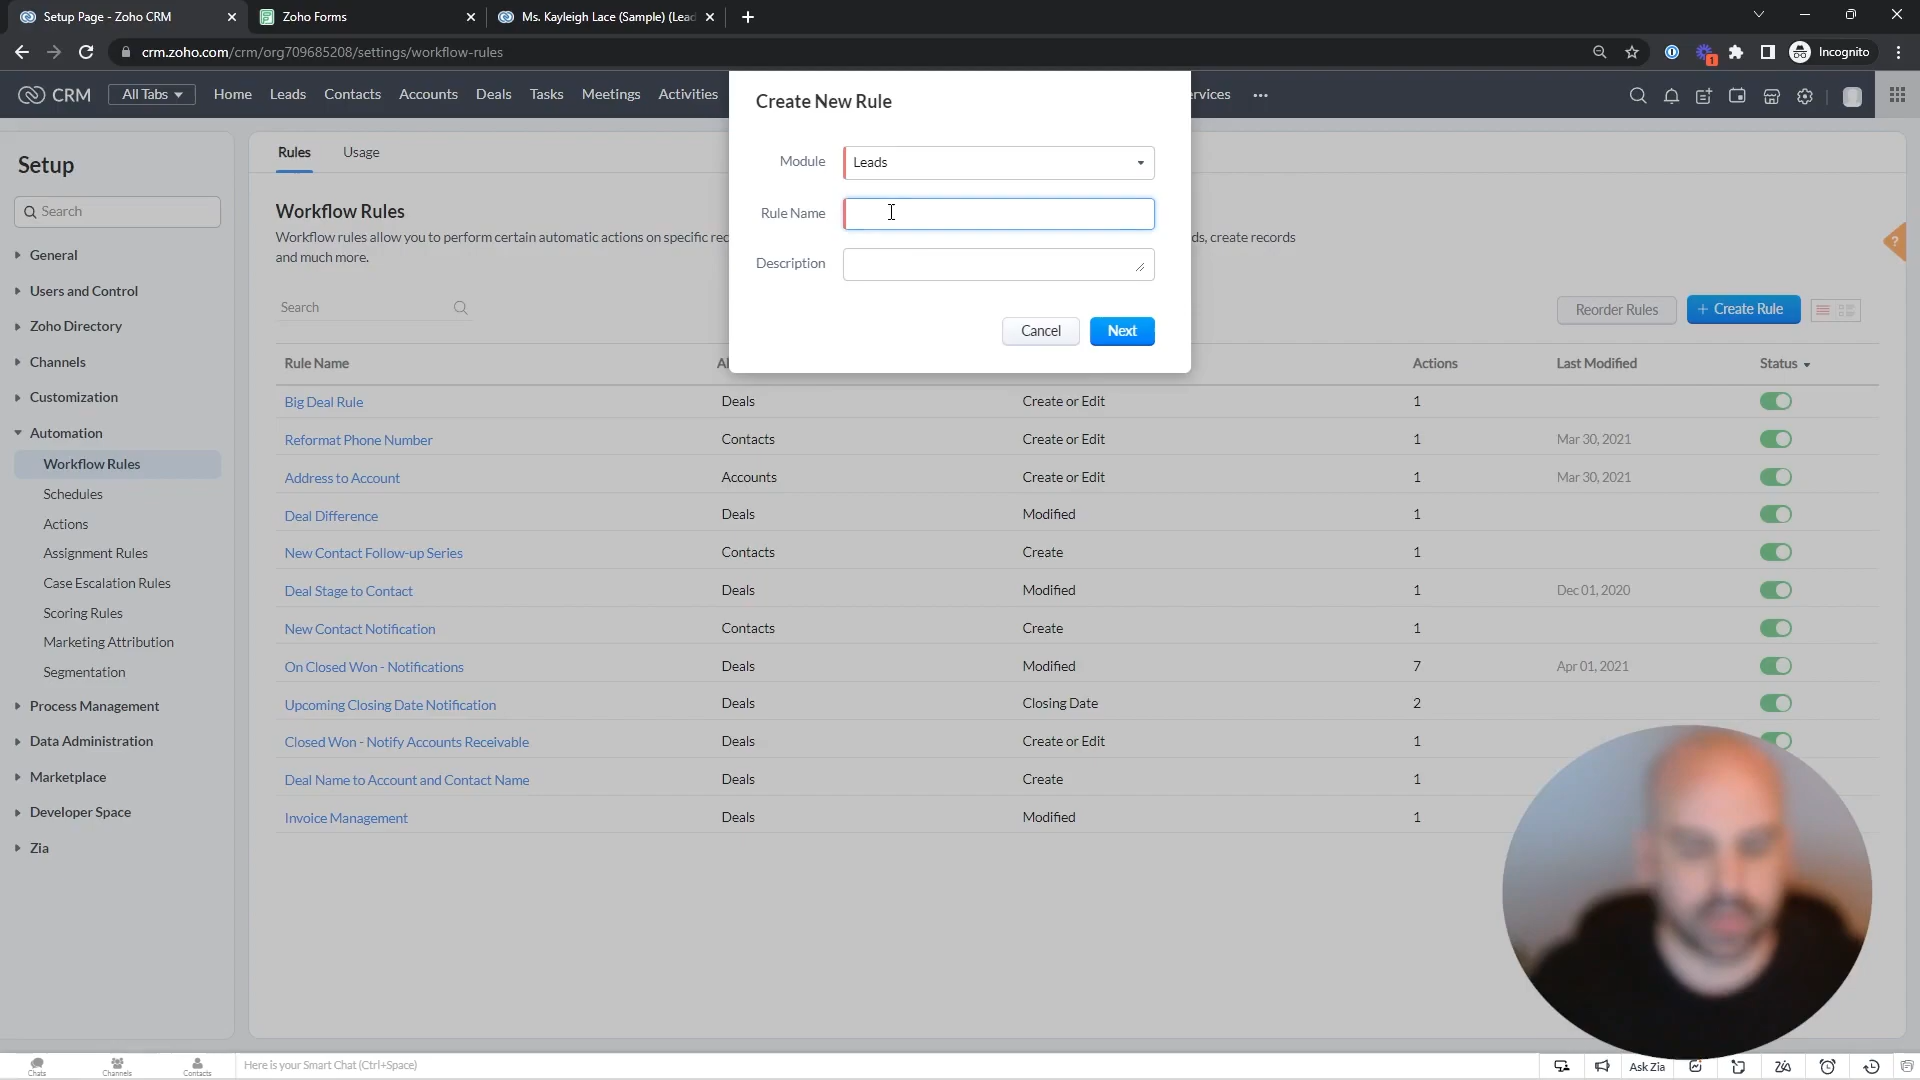 Setup Page - Zoho CRM
Zoho Forms
Ms. Kayleigh Lace (Sample) (Lead
crm.zoho.com/crm/org709685208/settings/workflow-rules
1
Incognito
CRM
All Tabs
Home
Leads
Contacts
Accounts
Deals
Tasks
Meetings
Activities
Create New Rule
Module
Leads
Rule Name
Description
Cancel
Next
Setup
Search
General
Users and Control
Zoho Directory
Channels
Customization
Automation
Workflow Rules
Schedules
Actions
Assignment Rules
Case Escalation Rules
Scoring Rules
Marketing Attribution
Segmentation
Process Management
Data Administration
Marketplace
Developer Space
Zia
Rules
Usage
Workflow Rules
Workflow rules allow you to perform certain automatic actions on specific rec ds, create records
and much more.
Search
Reorder Rules
+ Create Rule
?
Rule Name
Actions
Last Modified
Status
Big Deal Rule Deals Create or Edit 1
Reformat Phone Number Contacts Create or Edit 1 Mar 30, 2021
Address to Account Accounts Create or Edit 1 Mar 30, 2021
Deal Difference Deals Modified 1
New Contact Follow-up Series Contacts Create 1
Deal Stage to Contact Deals Modified 1 Dec 01, 2020
New Contact Notification Contacts Create 1
On Closed Won - Notifications Deals Modified 7 Apr 01, 2021
Upcoming Closing Date Notification Deals Closing Date 2
Closed Won - Notify Accounts Receivable Deals Create or Edit 1
Deal Name to Account and Contact Name Deals Create 1
Invoice Management Deals Modified 1
Chats
Channels
Contacts
Here is your Smart Chat (Ctrl+Space)
Ask Zia